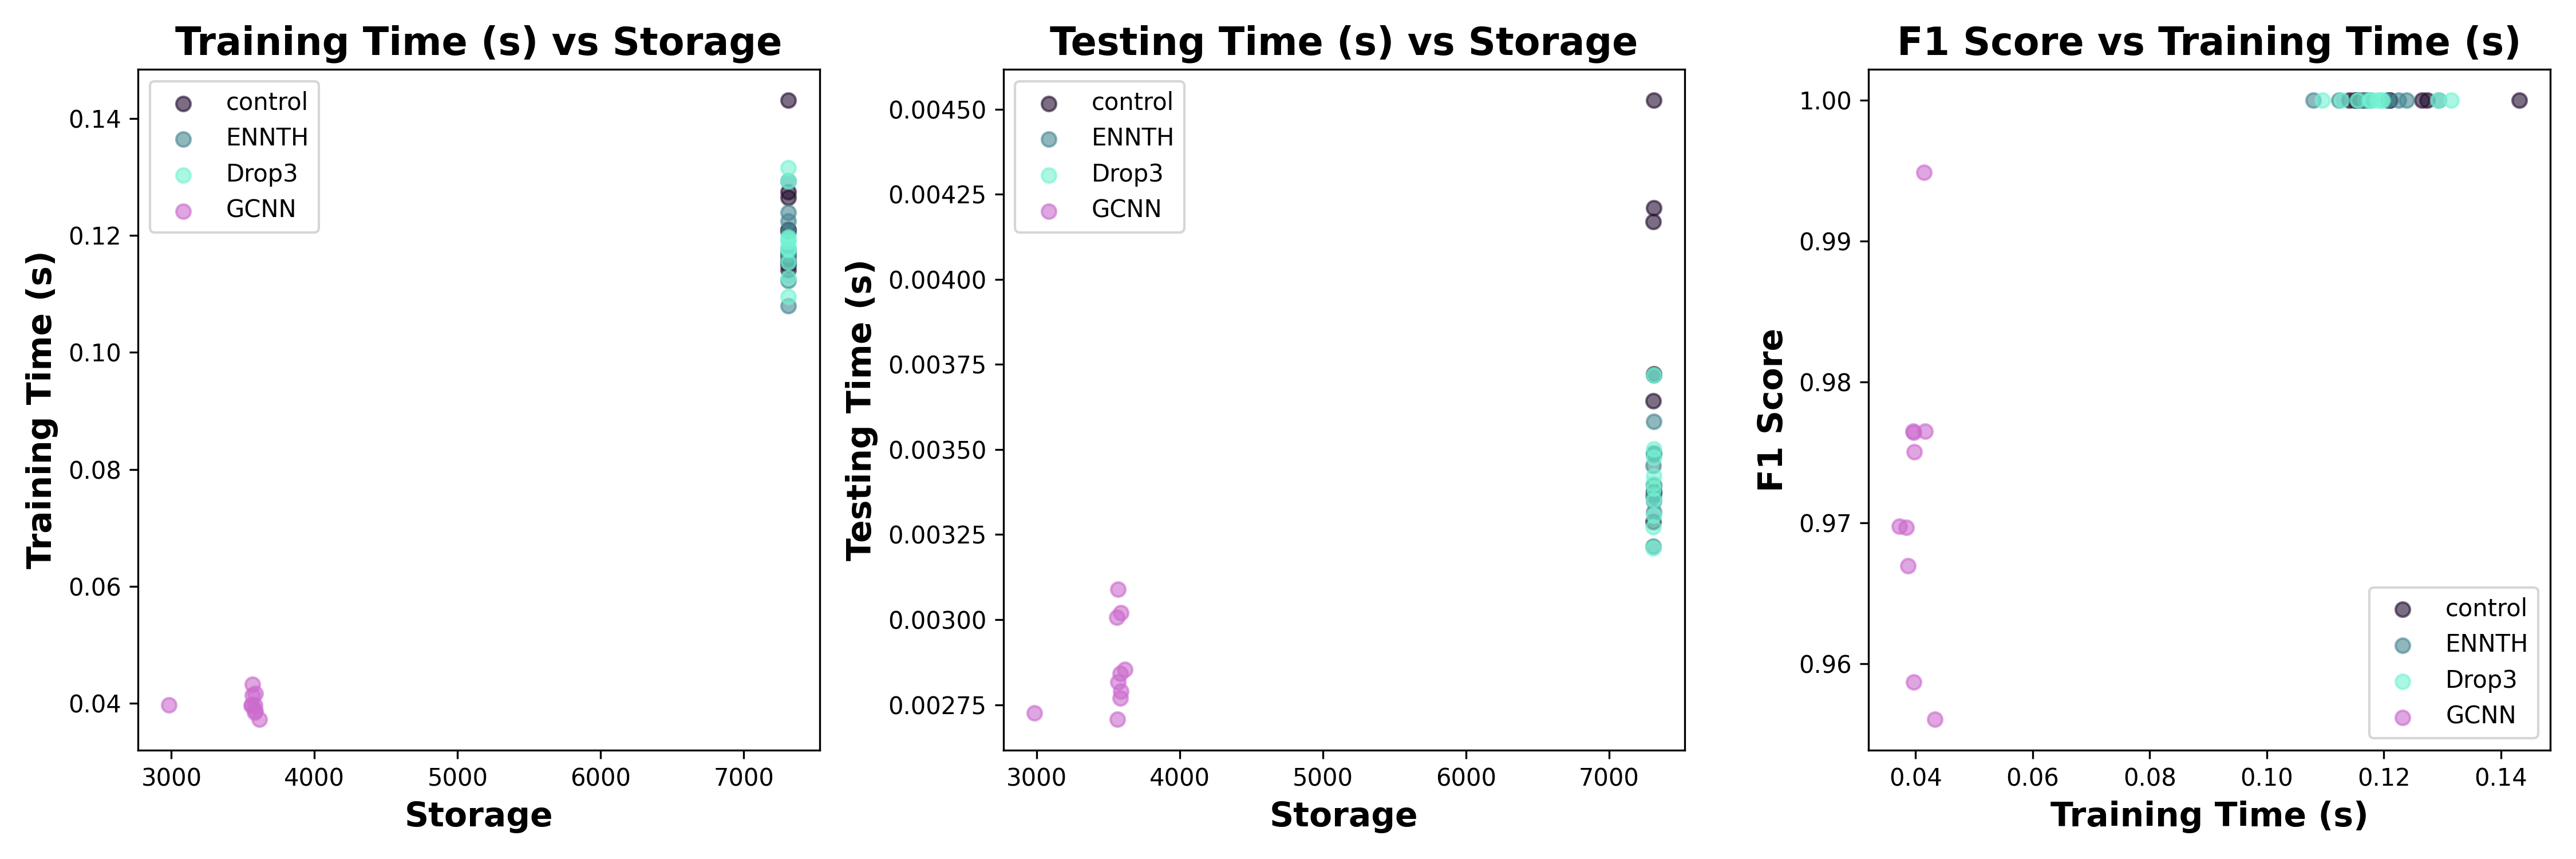 Training Time (s) vs Storage
Training Time (s)
0.14
0.12
0.10
0.08
0.06
0.04
control
ENNTH
Drop3
GCNN
3000 4000 5000 6000 7000
Storage
Testing Time (s) vs Storage
Testing Time (s)
0.00450
0.00425
0.00400
0.00375
0.00350
0.00325
0.00300
0.00275
control
ENNTH
Drop3
GCNN
3000 4000 5000 6000 7000
Storage
F1 Score vs Training Time (s)
F1 Score
1.00
0.99
0.98
0.97
0.96
control
ENNTH
Drop3
GCNN
0.04 0.06 0.08 0.10 0.12 0.14
Training Time (s)